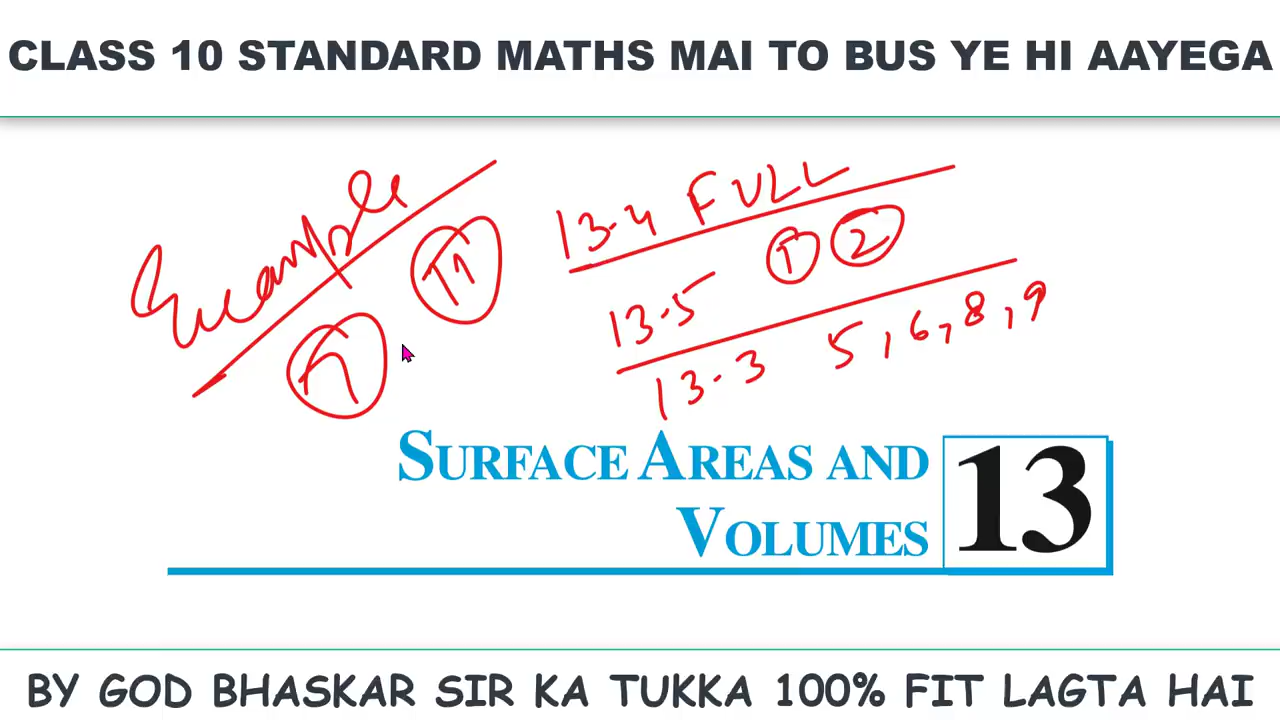 CLASS 10 STANDARD MATHS MAI TO BUS YE HI AAYEGA
Example
13.4 FULL
13.5 1 2
13.3 5, 6, 8, 9
SURFACE AREAS AND
VOLUMES
13
BY GOD BHASKAR SIR KA TUKKA 100% FIT LAGTA HAI